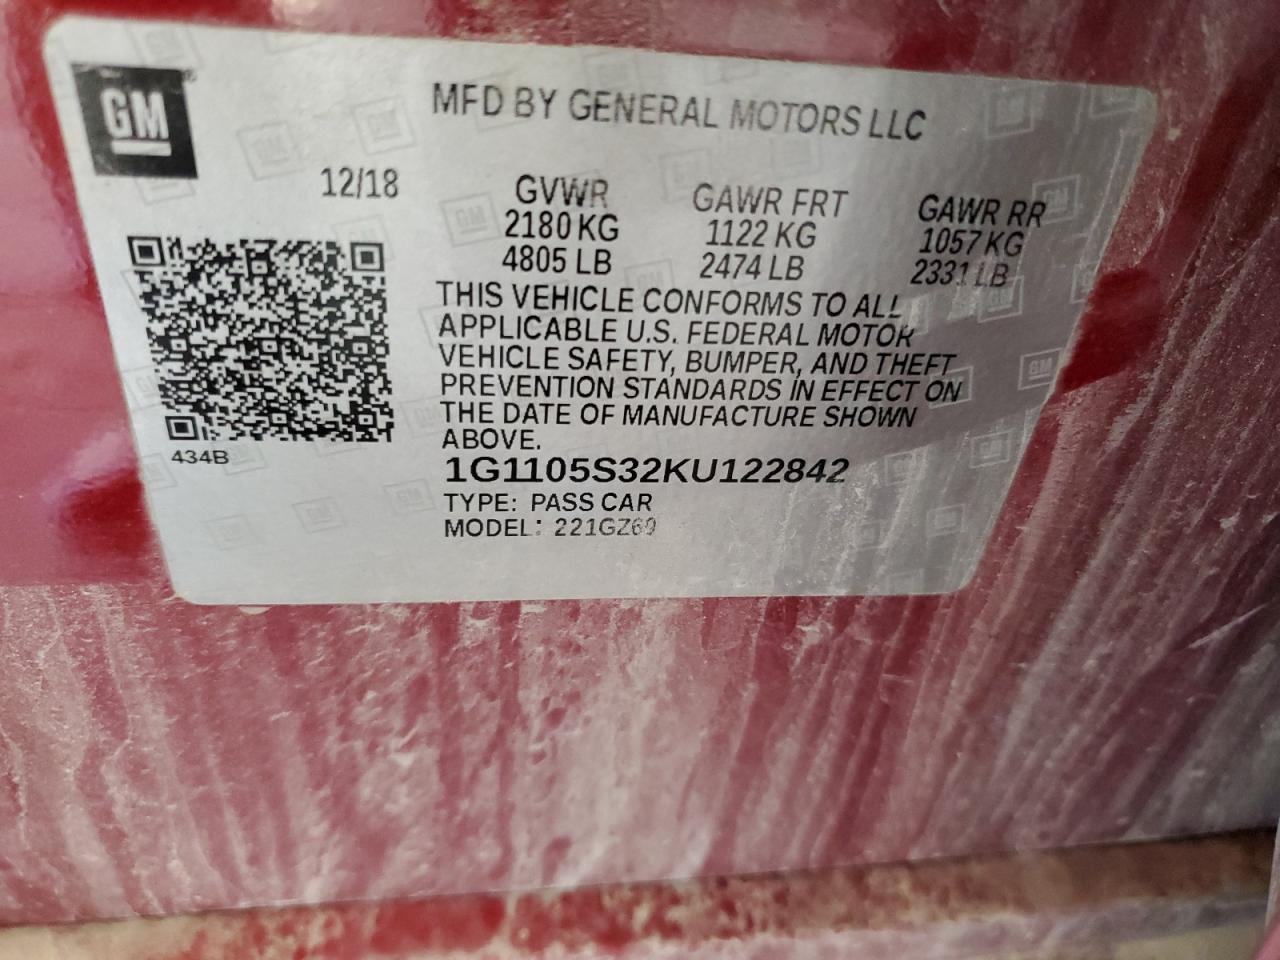 GM
MFD BY GENERAL MOTORS LLC
12/18
GVWR
2180 KG
4805 LB
GAWR FRT
1122 KG
2474 LB
GAWR RR
1057 KG
2331 LB
THIS VEHICLE CONFORMS TO ALL
APPLICABLE U.S. FEDERAL MOTOR
VEHICLE SAFETY, BUMPER, AND THEFT
PREVENTION STANDARDS IN EFFECT ON
THE DATE OF MANUFACTURE SHOWN
ABOVE.
434B
1G1105S32KU122842
TYPE: PASS CAR
MODEL: 221GZ69